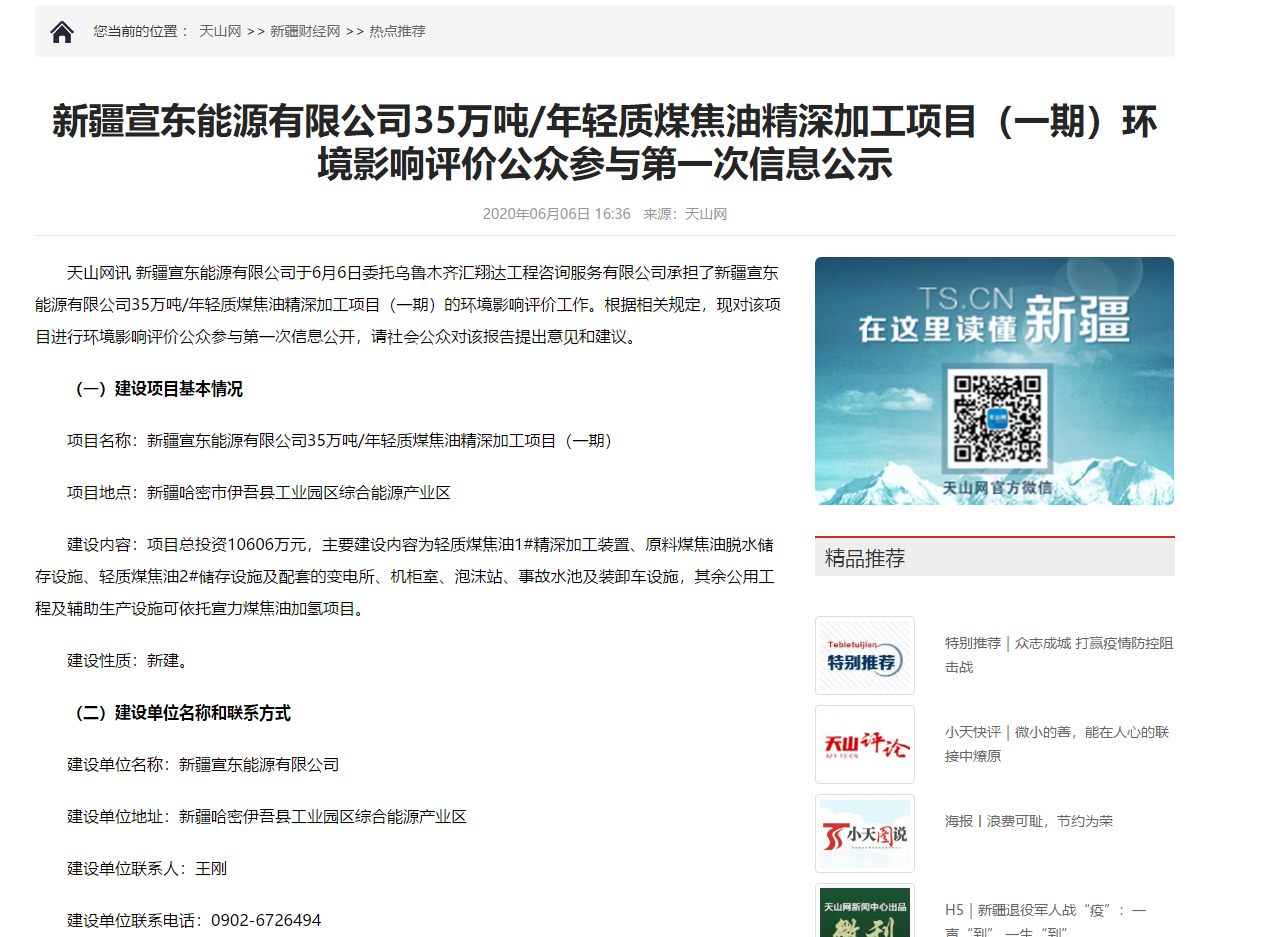 您当前的位置： 天山网 >> 新疆财经网 >> 热点推荐
新疆宣东能源有限公司35万吨/年轻质煤焦油精深加工项目（一期）环
境影响评价公众参与第一次信息公示
2020年06月06日 16:36 来源：天山网
天山网讯 新疆宣东能源有限公司于6月6日委托乌鲁木齐汇翔达工程咨询服务有限公司承担了新疆宣东
能源有限公司35万吨/年轻质煤焦油精深加工项目（一期）的环境影响评价工作。根据相关规定，现对该项
目进行环境影响评价公众参与第一次信息公开，请社会公众对该报告提出意见和建议。
（一）建设项目基本情况
项目名称：新疆宣东能源有限公司35万吨/年轻质煤焦油精深加工项目（一期）
项目地点：新疆哈密市伊吾县工业园区综合能源产业区
建设内容：项目总投资10606万元，主要建设内容为轻质煤焦油1#精深加工装置、原料煤焦油脱水储
存设施、轻质煤焦油2#储存设施及配套的变电所、机柜室、泡沫站、事故水池及装卸车设施，其余公用工
程及辅助生产设施可依托宣力煤焦油加氢项目。
建设性质：新建。
（二）建设单位名称和联系方式
建设单位名称：新疆宣东能源有限公司
建设单位地址：新疆哈密伊吾县工业园区综合能源产业区
建设单位联系人：王刚
建设单位联系电话：0902-6726494
TS.CN
在这里读懂新疆
天山网官方微信
精品推荐
Tebietuijian
特别推荐
特别推荐｜众志成城 打赢疫情防控阻
击战
天山评论
小天快评｜微小的善，能在人心的联
接中燎原
小天图说
海报丨浪费可耻，节约为荣
天山网新闻中心出品
H5｜新疆退役军人战“疫”：一
声“到” 一生“到”